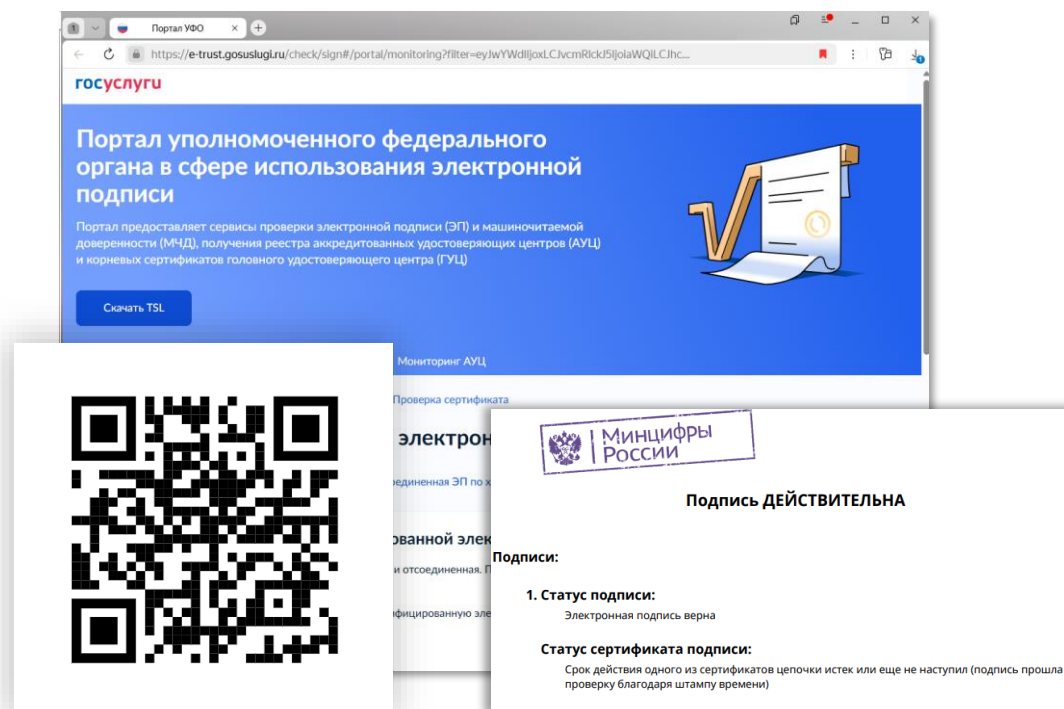 1
Портал УФО
https://e-trust.gosuslugi.ru/check/sign#/portal/monitoring?filter=
1
госуслуги
Портал уполномоченного федерального
органа в сфере использования электронной
подписи
Портал предоставляет сервисы проверки электронной подписи (ЭП) и машиночитаемой
доверенности (МЧД), получения реестра аккредитованных удостоверяющих центров (АУЦ)
и корневых сертификатов головного удостоверяющего центра (ГУЦ)
Скачать TSL
Мониторинг АУЦ
Проверка сертификата
электрон
единенная ЭП по х
ованной элек
и отсоединенная. П
фицированную эле
Минцифры
России
Подпись ДЕЙСТВИТЕЛЬНА
Подписи:
1. Статус подписи:
Электронная подпись верна
Статус сертификата подписи:
Срок действия одного из сертификатов цепочки истек или еще не наступил (подпись прошла
проверку благодаря штампу времени)